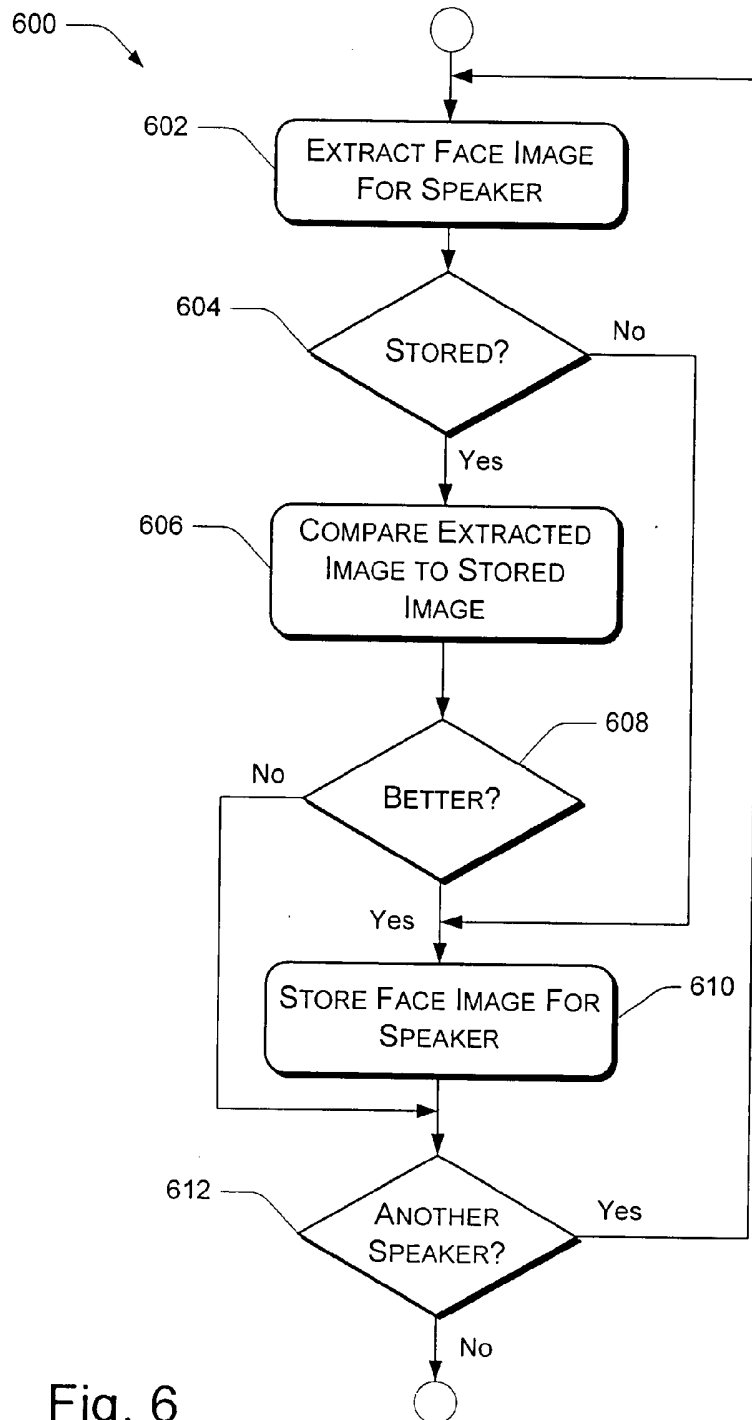 600
602
EXTRACT FACE IMAGE
FOR SPEAKER
604
STORED?
No
Yes
606
COMPARE EXTRACTED
IMAGE TO STORED
IMAGE
608
No
BETTER?
Yes
STORE FACE IMAGE FOR
SPEAKER
610
612
ANOTHER
SPEAKER?
Yes
No
Fig. 6